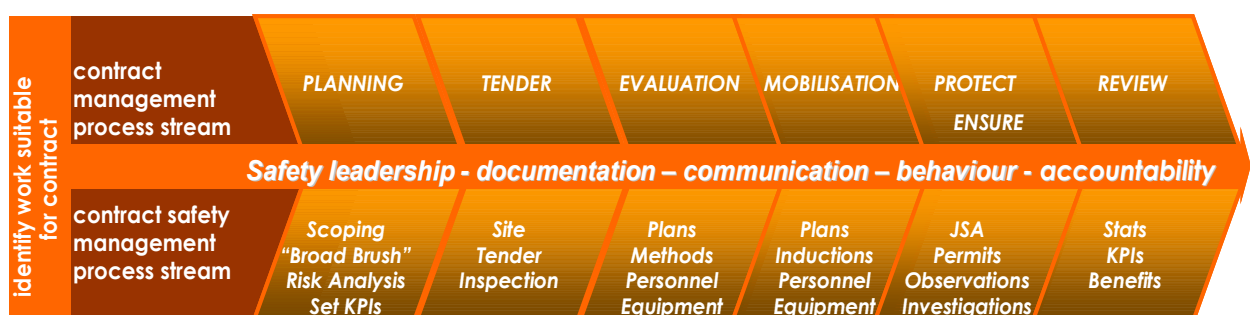 identify work suitable
for contract
contract
management
process stream
PLANNING
TENDER
EVALUATION
MOBILISATION
PROTECT
ENSURE
REVIEW
Safety leadership - documentation – communication – behaviour - accountability
contract safety
management
process stream
Scoping
“Broad Brush”
Risk Analysis
Set KPIs
Site
Tender
Inspection
Plans
Methods
Personnel
Equipment
Plans
Inductions
Personnel
Equipment
JSA
Permits
Observations
Investigations
Stats
KPIs
Benefits